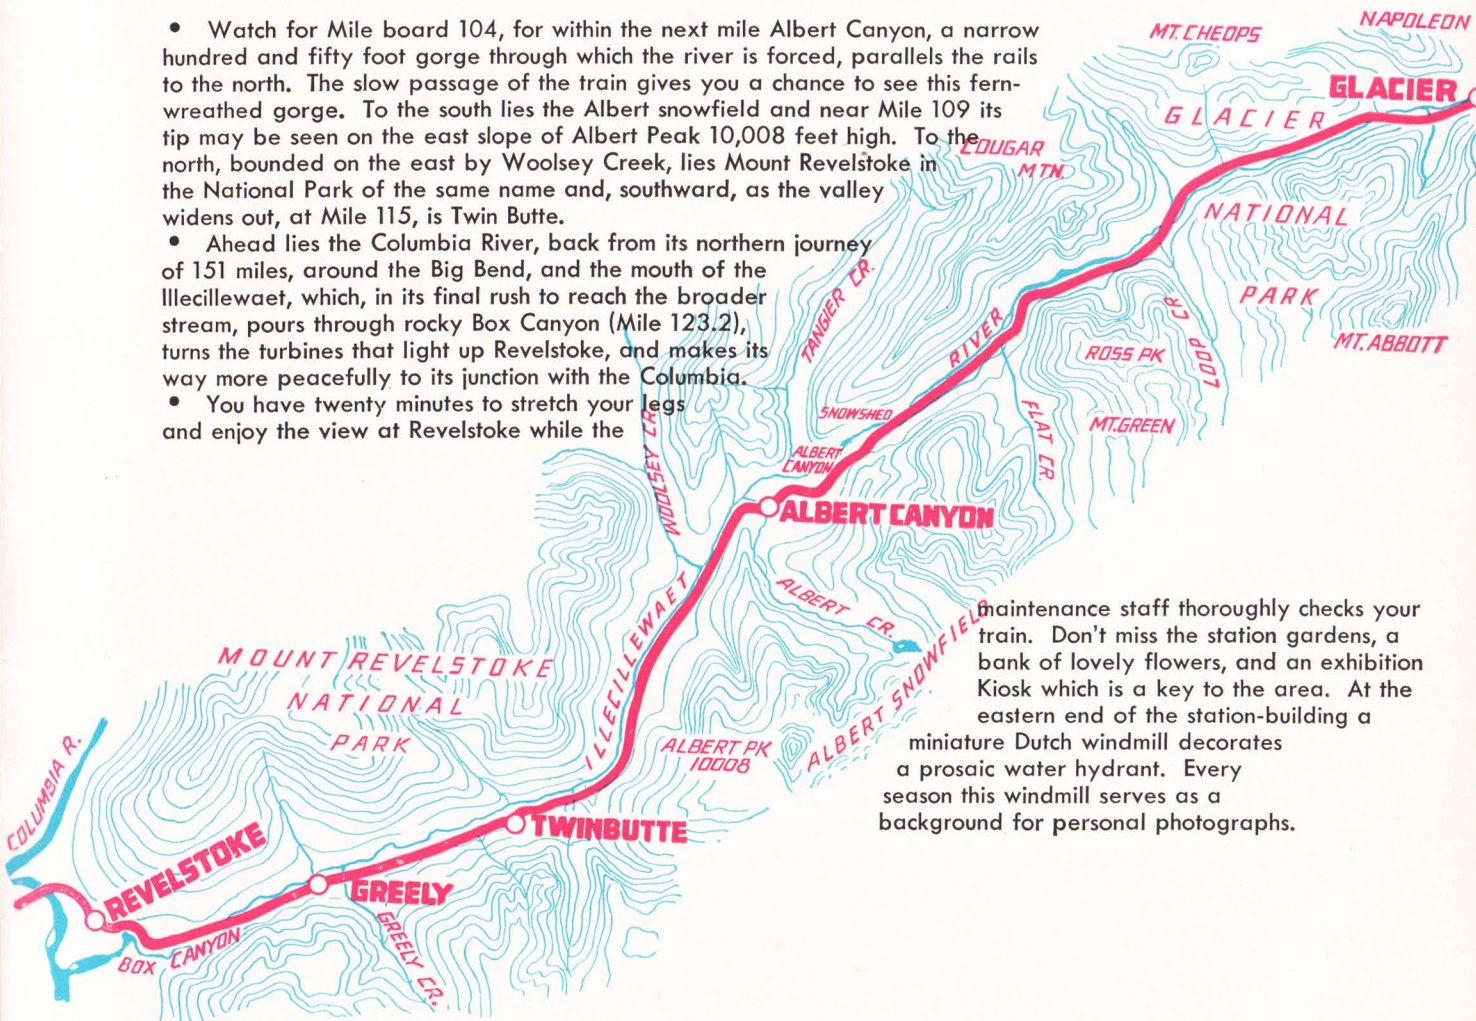 • Watch for Mile board 104, for within the next mile Albert Canyon, a narrow
hundred and fifty foot gorge through which the river is forced, parallels the rails
to the north. The slow passage of the train gives you a chance to see this fern-
wreathed gorge. To the south lies the Albert snowfield and near Mile 109 its
tip may be seen on the east slope of Albert Peak 10,008 feet high. To the
north, bounded on the east by Woolsey Creek, lies Mount Revelstoke in
the National Park of the same name and, southward, as the valley
widens out, at Mile 115, is Twin Butte.
• Ahead lies the Columbia River, back from its northern journey
of 151 miles, around the Big Bend, and the mouth of the
Illecillewaet, which, in its final rush to reach the broader
stream, pours through rocky Box Canyon (Mile 123.2),
turns the turbines that light up Revelstoke, and makes its
way more peacefully to its junction with the Columbia.
• You have twenty minutes to stretch your legs
and enjoy the view at Revelstoke while the
maintenance staff thoroughly checks your
train. Don't miss the station gardens, a
bank of lovely flowers, and an exhibition
Kiosk which is a key to the area. At the
eastern end of the station-building a
miniature Dutch windmill decorates
a prosaic water hydrant. Every
season this windmill serves as a
background for personal photographs.
NAPOLEON
MT. CHEOPS
GLACIER
GLACIER
NATIONAL
PARK
COUGAR
MTN.
MT. ABBOTT
TANGIER CR.
RIVER
ROSS PK
LOOP CR
MT. GREEN
FLAT CR.
SNOWSHED
ALBERT
CANYON
ALBERT CANYON
WOOLSEY CR.
ALBERT CR.
ALBERT SNOWFIELD
ILLECILLEWAET
MOUNT REVELSTOKE
NATIONAL
PARK
ALBERT PK
10008
TWINBUTTE
COLUMBIA R.
REVELSTOKE
GREELY
GREELY CR.
BOX CANYON